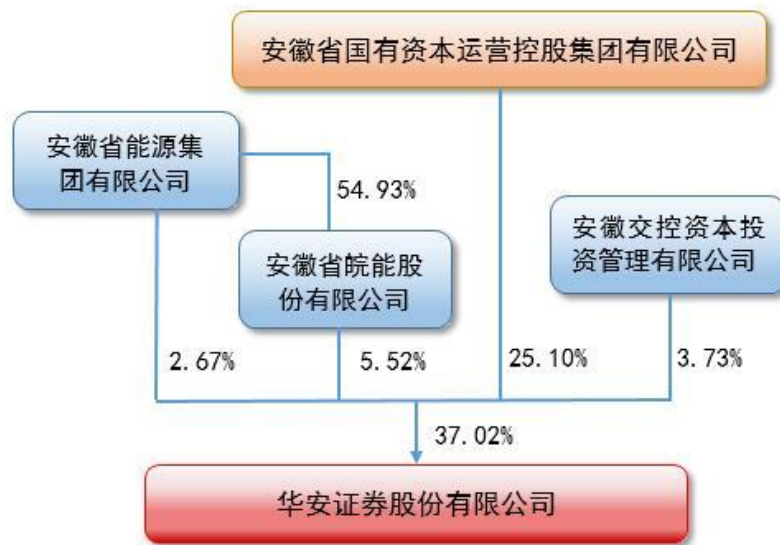 安徽省国有资本运营控股集团有限公司
安徽省能源集
团有限公司
54.93%
安徽省皖能股
份有限公司
安徽交控资本投
资管理有限公司
2.67%
5.52%
25.10%
3.73%
37.02%
华安证券股份有限公司